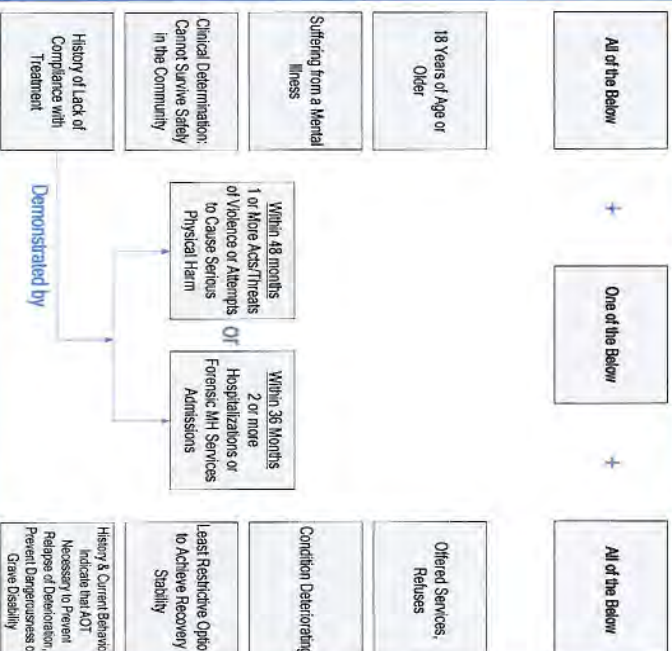 All of the Below
+
One of the Below
+
All of the Below
18 Years of Age or
Older
Suffering from a Mental
Illness
Clinical Determination:
Cannot Survive Safely
in the Community
History of Lack of
Compliance with
Treatment
Demonstrated by
Within 48 months
1 or More Acts/Threats
of Violence or Attempts
to Cause Serious
Physical Harm
or
Within 36 Months
2 or more
Hospitalizations or
Forensic MH Services
Admissions
Offered Services,
Refuses
Condition Deteriorating
Least Restrictive Optio
to Achieve Recovery
Stability
History & Current Behavio
Indicate that AOT
Necessary to Prevent
Relapse of Deterioration,
Prevent Dangerousness o
Grave Disability